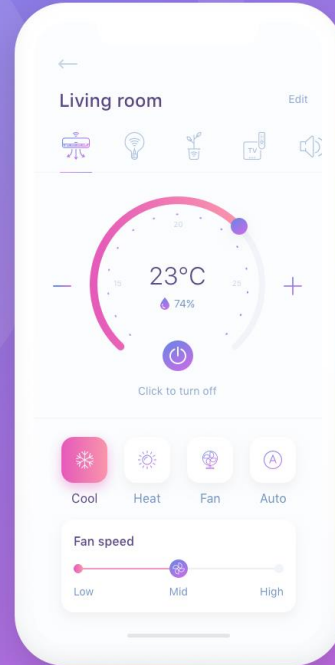 Living room
Edit
TV
20
15
25
23°C
74%
Click to turn off
A
Cool
Heat
Fan
Auto
Fan speed
Low
Mid
High